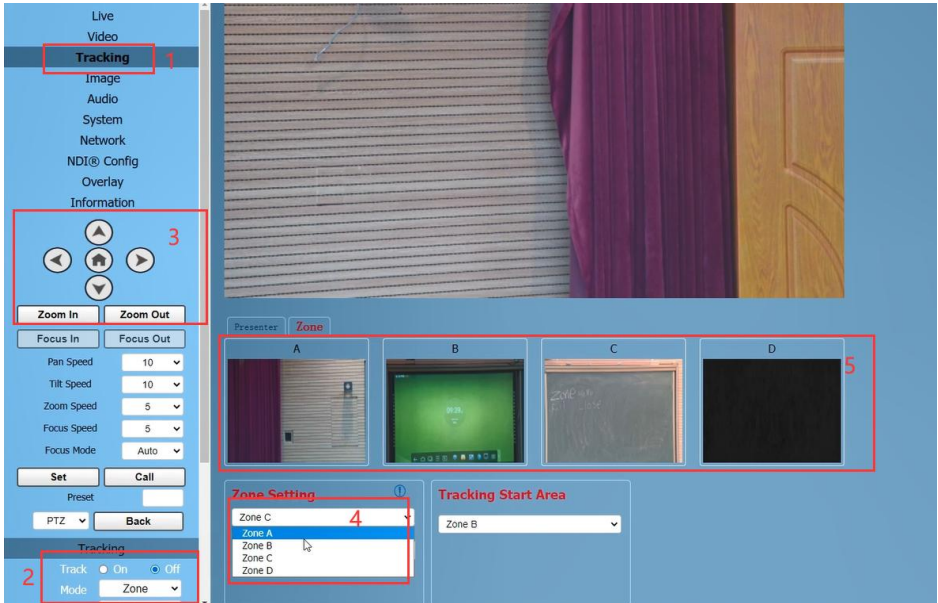 Live
Video
Tracking
1
Image
Audio
System
Network
NDI® Config
Overlay
Information
3
Zoom In Zoom Out
Focus In Focus Out
Pan Speed 10
Tilt Speed 10
Zoom Speed 5
Focus Speed 5
Focus Mode Auto
Set Call
Preset
PTZ Back
Tracking
2
Track On Off
Mode Zone
Presenter Zone
A B C D
5
Zone Setting
Zone C
4
Zone A
Zone B
Zone C
Zone D
Tracking Start Area
Zone B